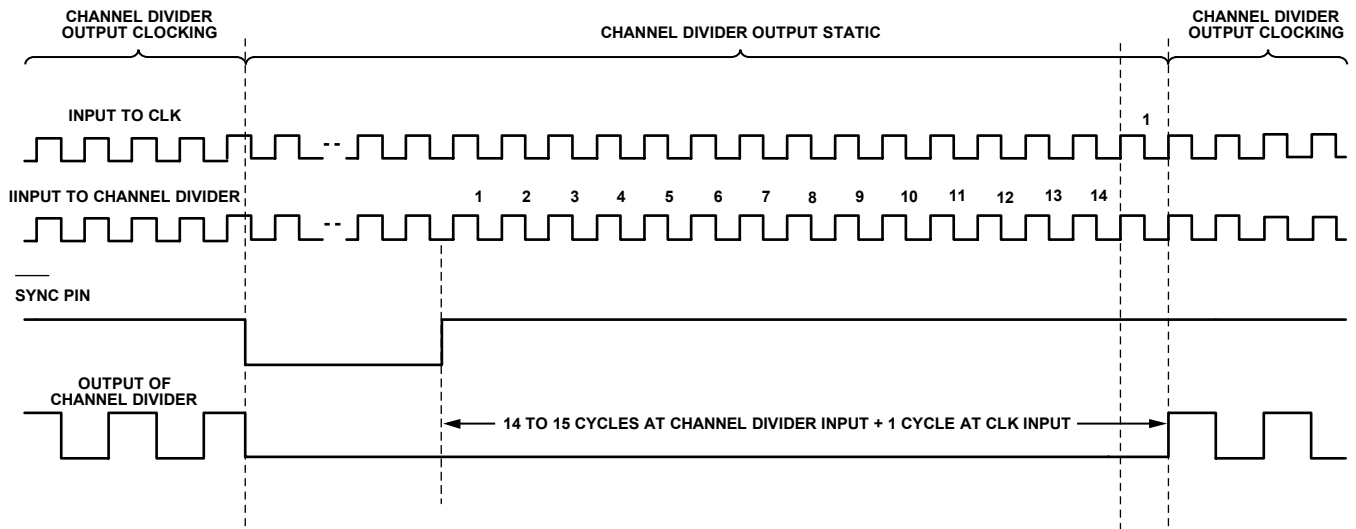 CHANNEL DIVIDER
OUTPUT CLOCKING
CHANNEL DIVIDER OUTPUT STATIC
CHANNEL DIVIDER
OUTPUT CLOCKING
INPUT TO CLK
1
IINPUT TO CHANNEL DIVIDER
1 2 3 4 5 6 7 8 9 10 11 12 13 14
SYNC PIN
OUTPUT OF
CHANNEL DIVIDER
14 TO 15 CYCLES AT CHANNEL DIVIDER INPUT + 1 CYCLE AT CLK INPUT